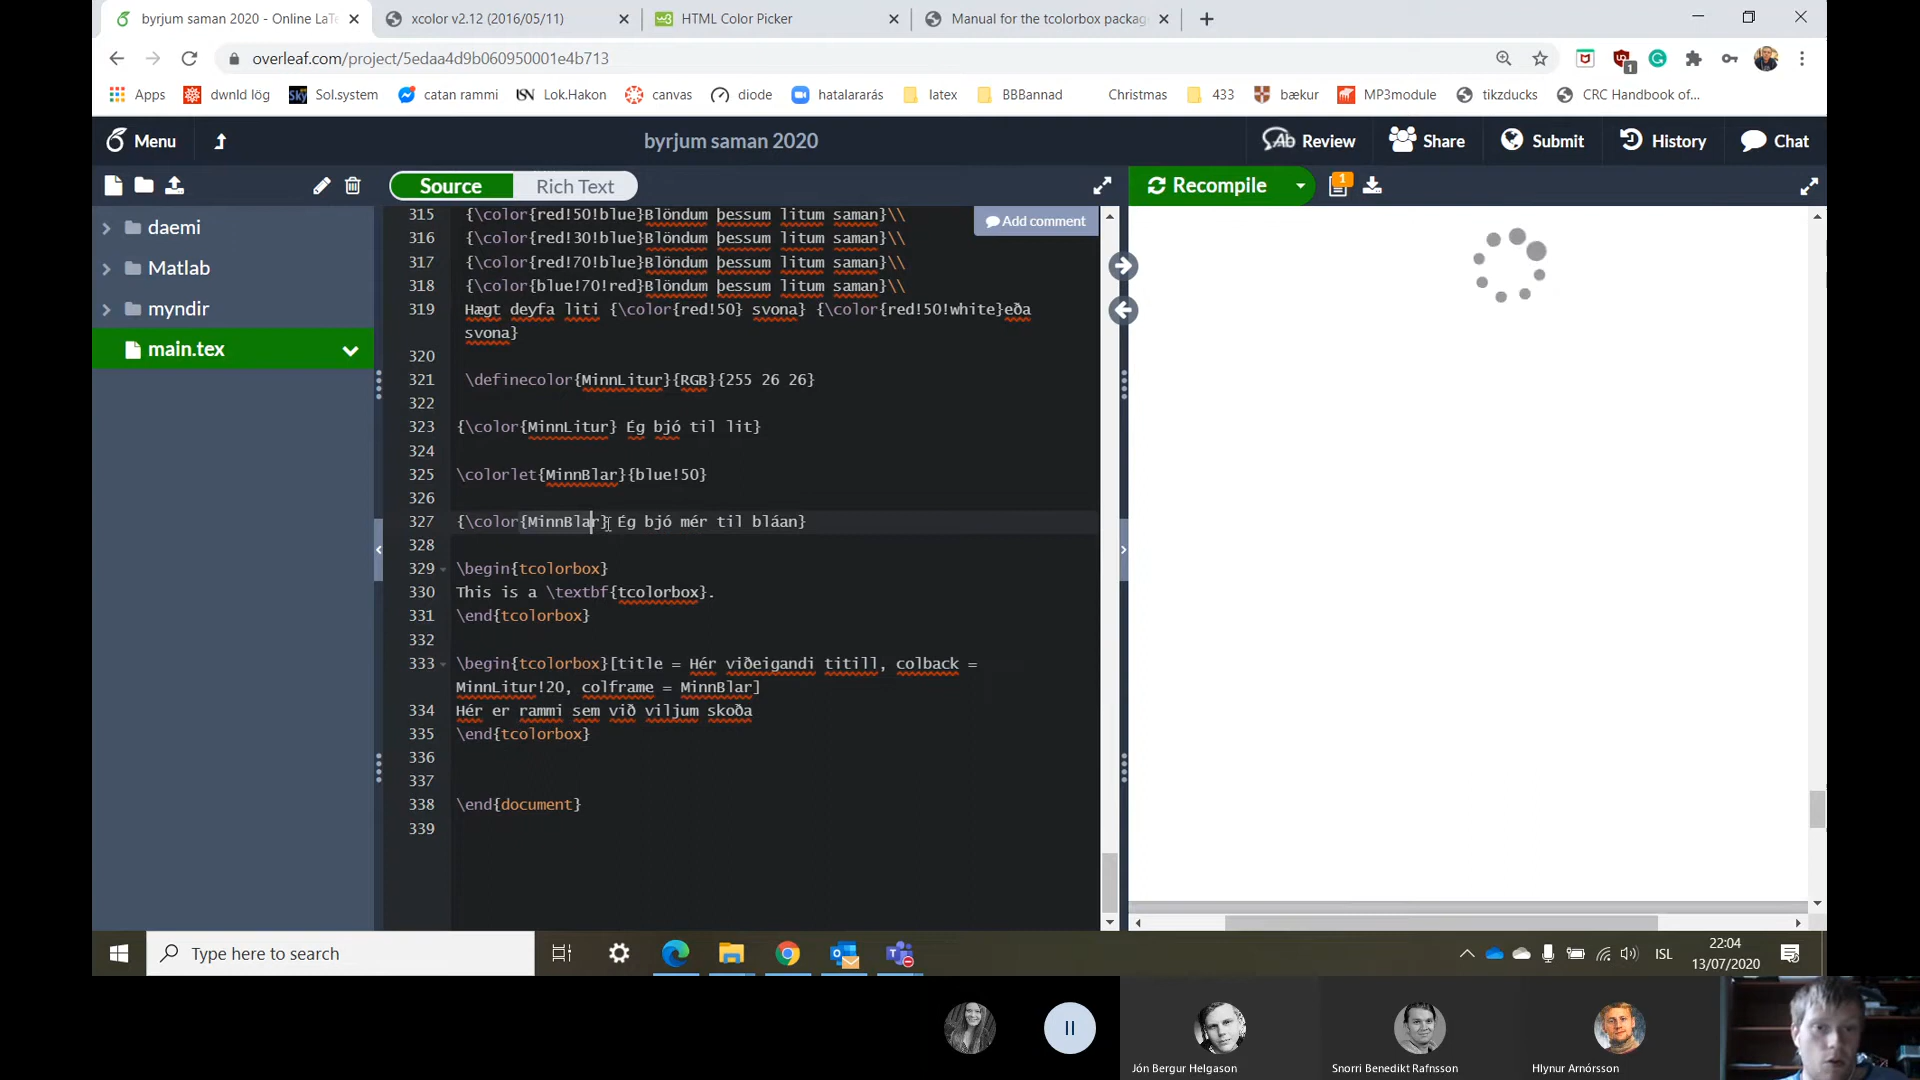 byrjum saman 2020 - Online LaTe
xcolor v2.12 (2016/05/11)
HTML Color Picker
Manual for the tcolorbox packag
overleaf.com/project/5edaa4d9b060950001e4b713
1
Apps
dwnld lög
Sol.system
catan rammi
Lok.Hakon
canvas
diode
hatalararás
latex
BBBannad
Christmas
433
bækur
MP3module
tikzducks
CRC Handbook of...
Menu
byrjum saman 2020
Review
Share
Submit
History
Chat
Source
Rich Text
Recompile
1
daemi
Matlab
myndir
main.tex
Add comment
315 {\color{red!50!blue}Blöndum þessum litum saman}\\
316 {\color{red!30!blue}Blöndum þessum litum saman}\\
317 {\color{red!70!blue}Blöndum þessum litum saman}\\
318 {\color{blue!70!red}Blöndum þessum litum saman}\\
319 Hægt deyfa liti {\color{red!50} svona} {\color{red!50!white}eða
svona}
320
321 \definecolor{MinnLitur}{RGB}{255 26 26}
322
323 {\color{MinnLitur} Ég bjó til lit}
324
325 \colorlet{MinnBlar}{blue!50}
326
327 {\color{MinnBlar} Ég bjó mér til bláan}
328
329 \begin{tcolorbox}
330 This is a \textbf{tcolorbox}.
331 \end{tcolorbox}
332
333 \begin{tcolorbox}[title = Hér viðeigandi titill, colback =
MinnLitur!20, colframe = MinnBlar]
334 Hér er rammi sem við viljum skoða
335 \end{tcolorbox}
336
337
338 \end{document}
339
Type here to search
ISL
22:04
13/07/2020
Jón Bergur Helgason
Snorri Benedikt Rafnsson
Hlynur Arnórsson